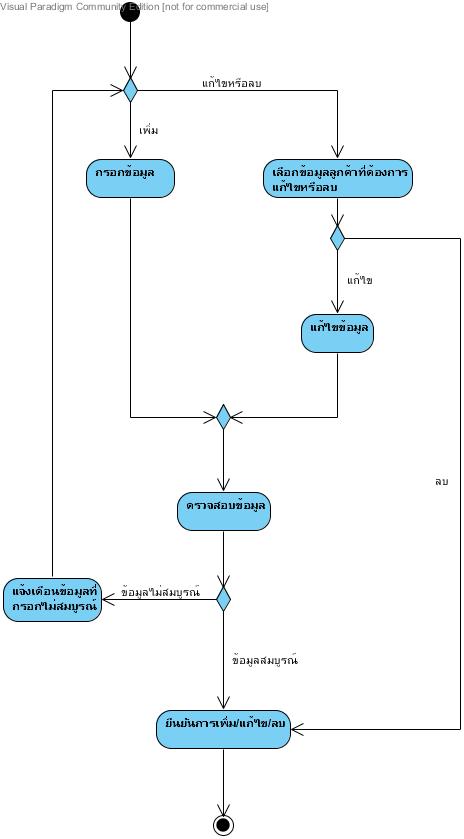 Visual Paradigm Community Edition [not for commercial use]
แก้ไขหรือลบ
เพิ่ม
กรอกข้อมูล
เลือกข้อมูลลูกค้าที่ต้องการ
แก้ไขหรือลบ
แก้ไข
แก้ไขข้อมูล
ลบ
ตรวจสอบข้อมูล
แจ้งเตือนข้อมูลที่
กรอกไม่สมบูรณ์
ข้อมูลไม่สมบูรณ์
ข้อมูลสมบูรณ์
ยืนยันการเพิ่ม/แก้ไข/ลบ